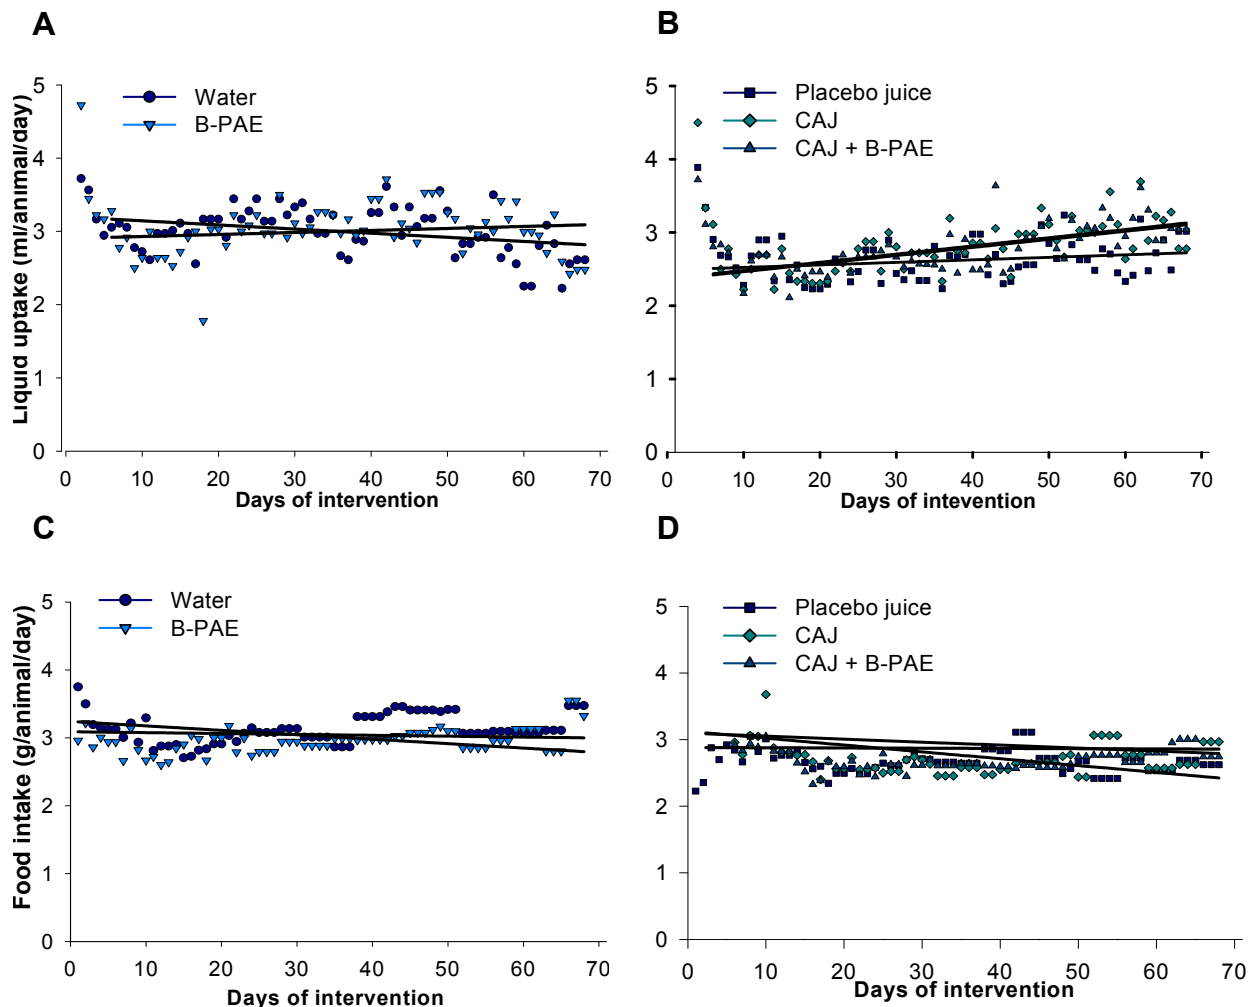 A
B
Water
B-PAE
Placebo juice
CAJ
CAJ + B-PAE
Liquid uptake (ml/animal/day)
5
4
3
2
1
0
0 10 20 30 40 50 60 70
Days of intervention
5
4
3
2
1
0
0 10 20 30 40 50 60 70
Days of intevention
C
D
Water
B-PAE
Placebo juice
CAJ
CAJ + B-PAE
Food intake (g/animal/day)
5
4
3
2
1
0
0 10 20 30 40 50 60 70
Days of intervention
5
4
3
2
1
0
0 10 20 30 40 50 60 70
Days of intervention